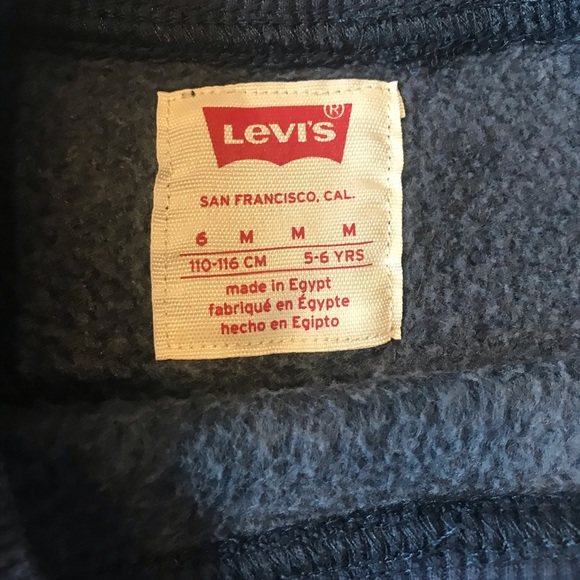 LEVI'S ®
SAN FRANCISCO, CAL.
6 M M M
110-116 CM 5-6 YRS
made in Egypt
fabriqué en Égypte
hecho en Egipto